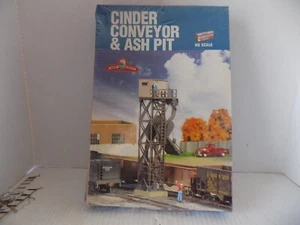 CINDER
CONVEYOR
& ASH PIT
HO SCALE